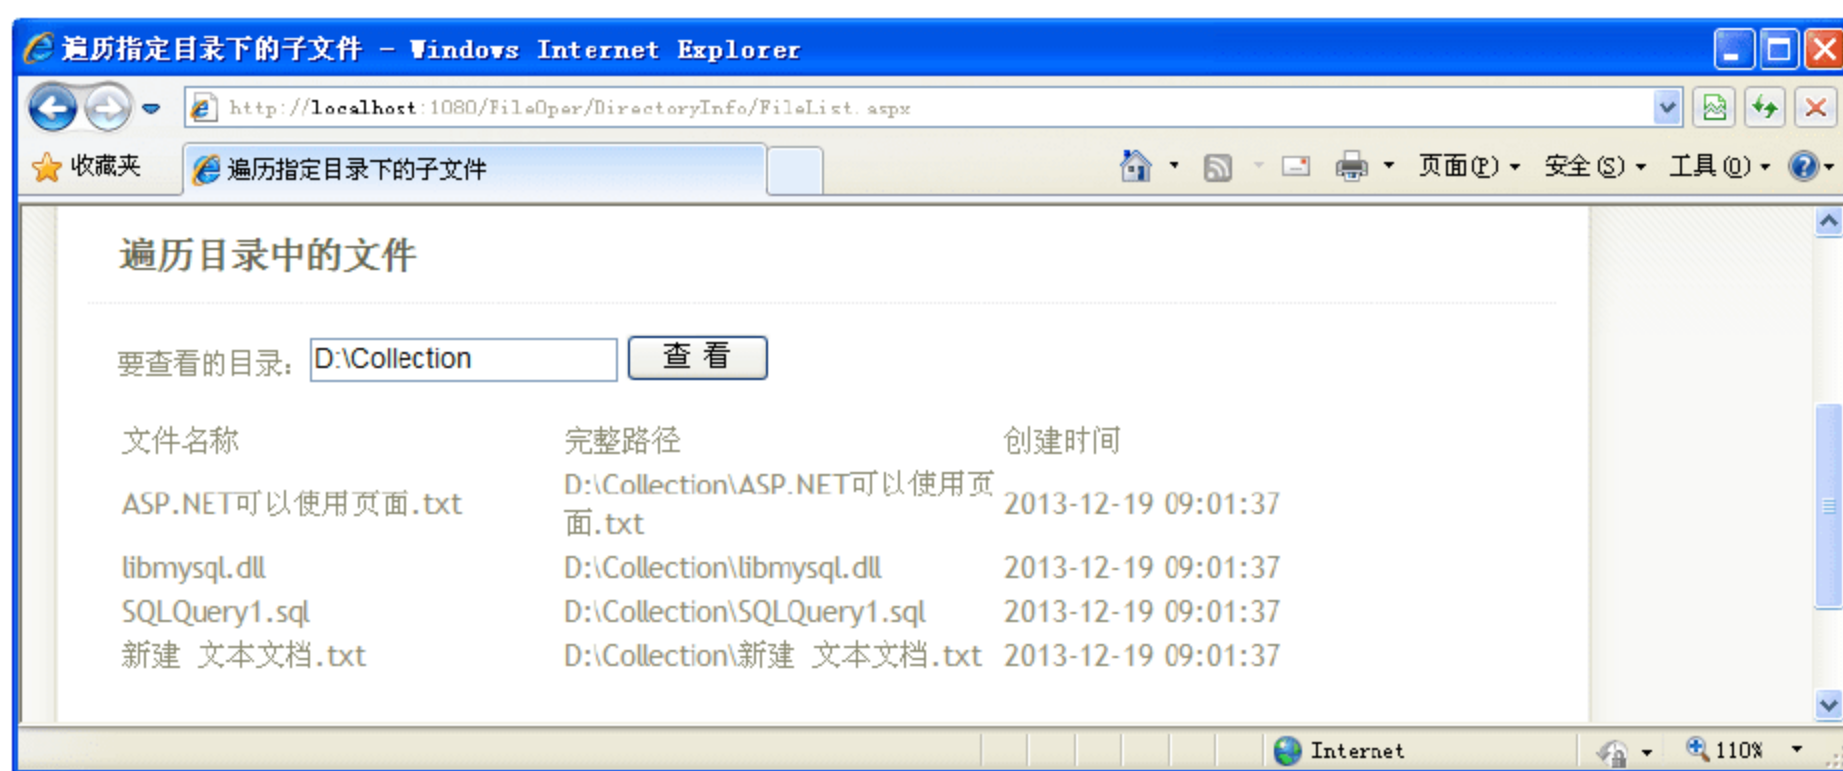 遍历指定目录下的子文件 - Windows Internet Explorer
http://localhost:1080/FileOper/DirectoryInfo/FileList.aspx
收藏夹 遍历指定目录下的子文件 页面(P) 安全(S) 工具(O)
遍历目录中的文件
要查看的目录: D:\Collection 查 看
文件名称 完整路径 创建时间
ASP.NET可以使用页面.txt D:\Collection\ASP.NET可以使用页面.txt 2013-12-19 09:01:37
libmysql.dll D:\Collection\libmysql.dll 2013-12-19 09:01:37
SQLQuery1.sql D:\Collection\SQLQuery1.sql 2013-12-19 09:01:37
新建 文本文档.txt D:\Collection\新建 文本文档.txt 2013-12-19 09:01:37
Internet 110%